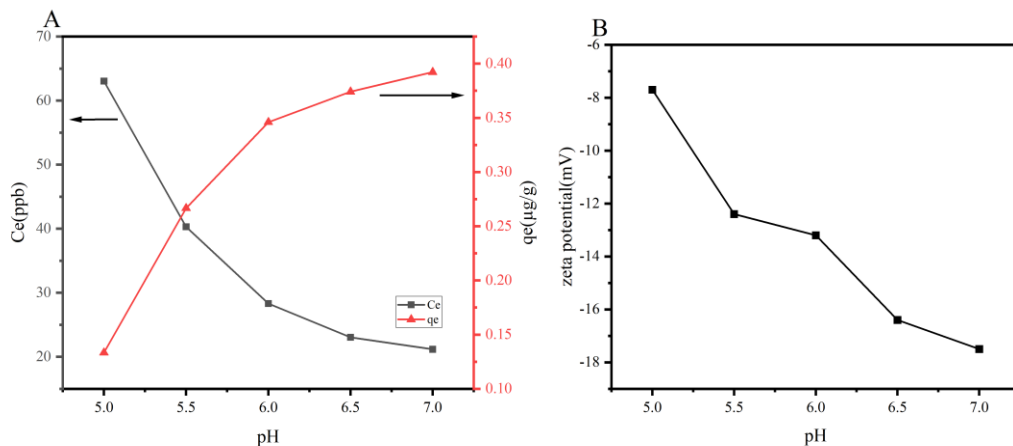 A
70
60
50
40
30
20
Ce(ppb)
5.0 5.5 6.0 6.5 7.0
pH
0.40
0.35
0.30
0.25
0.20
0.15
0.10
qe(μg/g)
Ce
qe
B
-6
-8
-10
-12
-14
-16
-18
zeta potential(mV)
5.0 5.5 6.0 6.5 7.0
pH